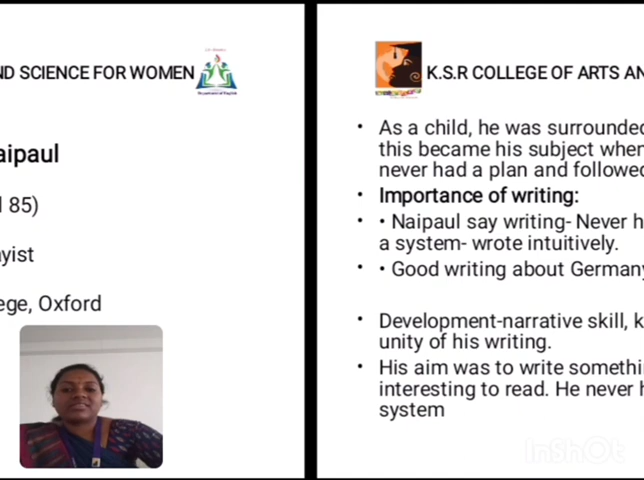 ND SCIENCE FOR WOMEN
aipaul
85)
yist
ege, Oxford
K.S.R COLLEGE OF ARTS AN
• As a child, he was surrounded
this became his subject when
never had a plan and followed
• Importance of writing:
• • Naipaul say writing- Never h
a system- wrote intuitively.
• • Good writing about Germany
• Development-narrative skill, k
unity of his writing.
• His aim was to write somethi
interesting to read. He never h
system
InShOt